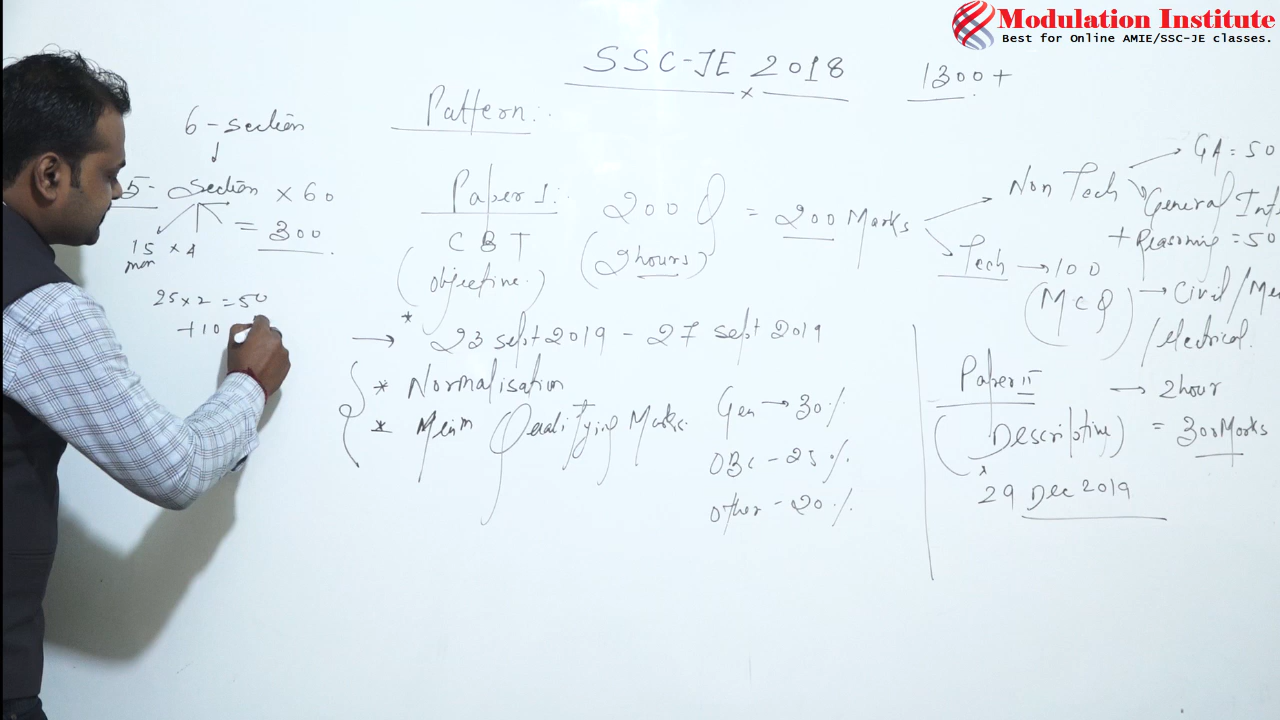 Modulation Institute
Best for Online AMIE/SSC-JE classes.
SSC-JE 2018
1300+
Pattern:
6-section
5- Section × 60
= 300
15 × 4
25 × 2 = 50
+10
Paper I:
CBT
(objective)
200 Q = 200 Marks
(2 hours)
Non Tech
GA = 50
General Int
+ Reasoning = 50
Tech → 100
(MCQ)
→ Civil/Me
/electrical.
→ 23 sept 2019 - 27 sept 2019
* Normalisation
* Minm Qualifying Marks.
Gen → 30%
OBC - 25%
Other - 20%
Paper II
→ 2 hour
(Descriptive) = 300 Marks
29 Dec 2019